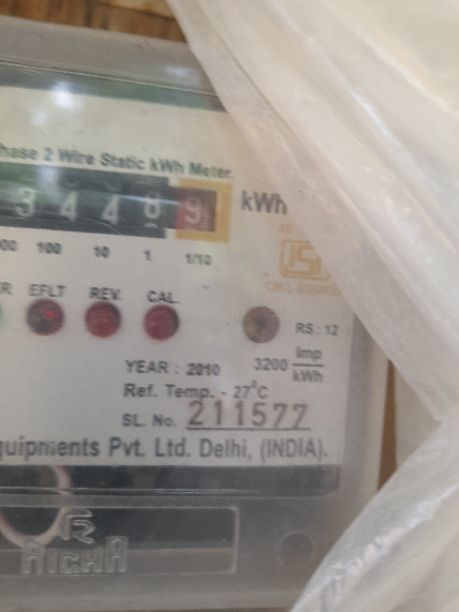 hase 2 Wire Static kWh Meter.
3 4 4 8 9 kWh
00 100 10 1 1/10
ER EFLT REV. CAL.
RS : 12
YEAR : 2010 3200 Imp/kWh
Ref. Temp. - 27°C
SL. No. 211577
quipments Pvt. Ltd. Delhi, (INDIA).
RICHA